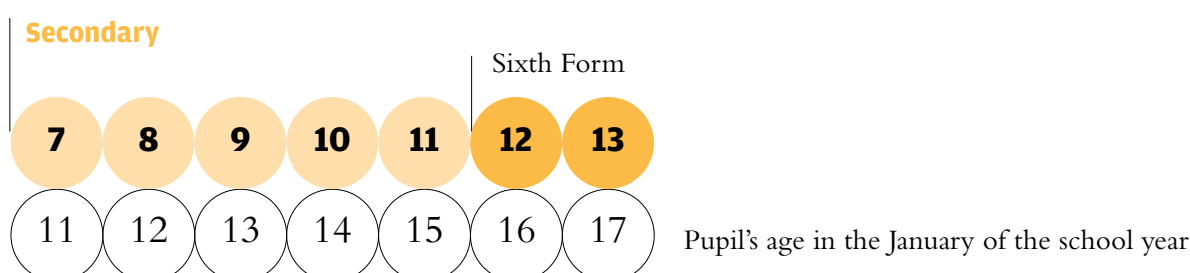 Secondary
Sixth Form
7 8 9 10 11 12 13
11 12 13 14 15 16 17 Pupil’s age in the January of the school year